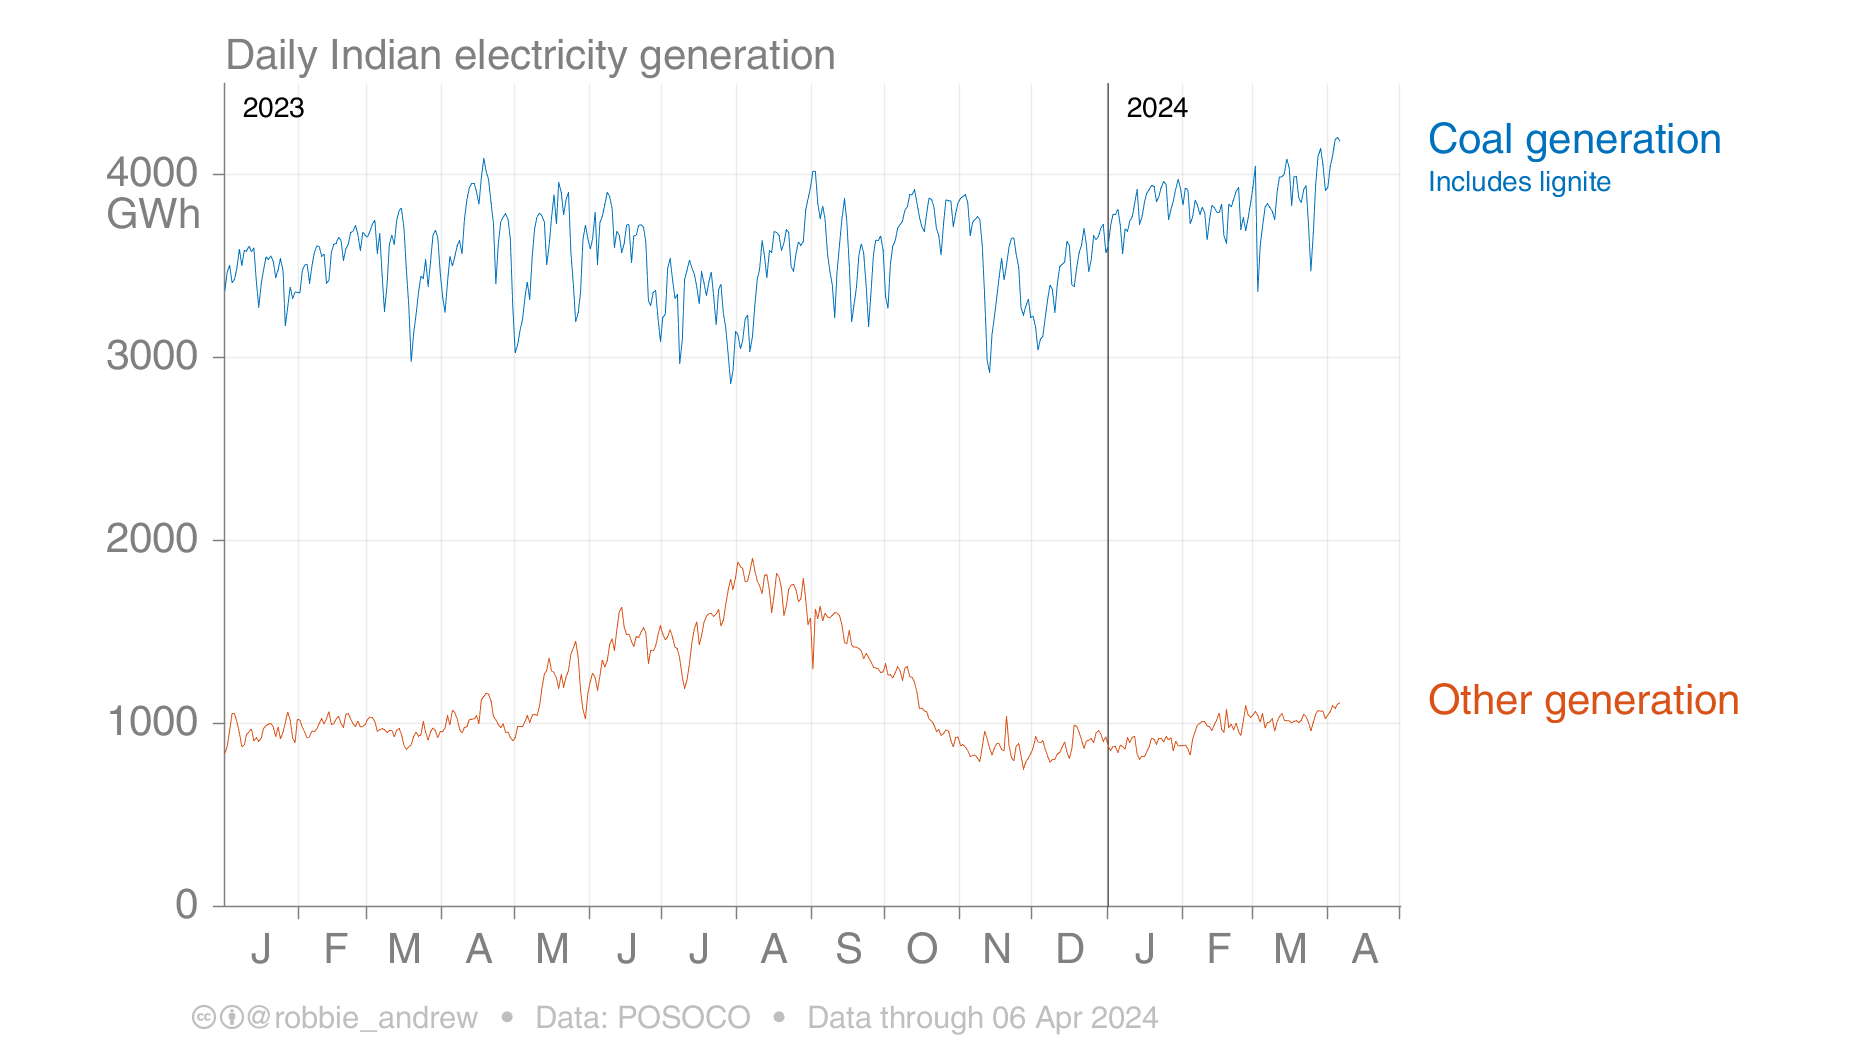 Daily Indian electricity generation
2023
2024
Coal generation
Includes lignite
4000
GWh
3000
2000
1000
0
Other generation
J F M A M J J A S O N D J F M A
@robbie_andrew • Data: POSOCO • Data through 06 Apr 2024